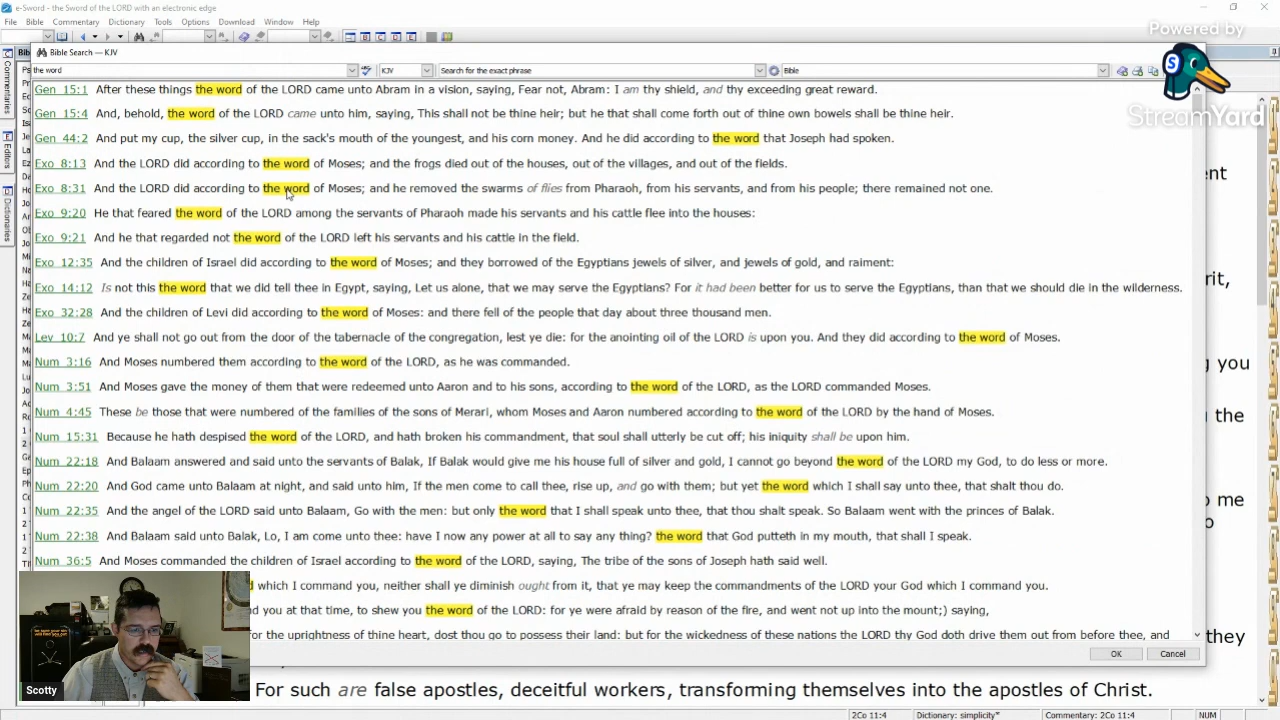 e-Sword - the Sword of the LORD with an electronic edge
File Bible Commentary Dictionary Tools Options Download Window Help
Powered by
StreamYard
Bible Search — KJV
the word KJV Search for the exact phrase Bible
Gen 15:1 After these things the word of the LORD came unto Abram in a vision, saying, Fear not, Abram: I am thy shield, and thy exceeding great reward.
Gen 15:4 And, behold, the word of the LORD came unto him, saying, This shall not be thine heir; but he that shall come forth out of thine own bowels shall be thine heir.
Gen 44:2 And put my cup, the silver cup, in the sack's mouth of the youngest, and his corn money. And he did according to the word that Joseph had spoken.
Exo 8:13 And the LORD did according to the word of Moses; and the frogs died out of the houses, out of the villages, and out of the fields.
Exo 8:31 And the LORD did according to the word of Moses; and he removed the swarms of flies from Pharaoh, from his servants, and from his people; there remained not one.
Exo 9:20 He that feared the word of the LORD among the servants of Pharaoh made his servants and his cattle flee into the houses:
Exo 9:21 And he that regarded not the word of the LORD left his servants and his cattle in the field.
Exo 12:35 And the children of Israel did according to the word of Moses; and they borrowed of the Egyptians jewels of silver, and jewels of gold, and raiment:
Exo 14:12 Is not this the word that we did tell thee in Egypt, saying, Let us alone, that we may serve the Egyptians? For it had been better for us to serve the Egyptians, than that we should die in the wilderness.
Exo 32:28 And the children of Levi did according to the word of Moses: and there fell of the people that day about three thousand men.
Lev 10:7 And ye shall not go out from the door of the tabernacle of the congregation, lest ye die: for the anointing oil of the LORD is upon you. And they did according to the word of Moses.
Num 3:16 And Moses numbered them according to the word of the LORD, as he was commanded.
Num 3:51 And Moses gave the money of them that were redeemed unto Aaron and to his sons, according to the word of the LORD, as the LORD commanded Moses.
Num 4:45 These be those that were numbered of the families of the sons of Merari, whom Moses and Aaron numbered according to the word of the LORD by the hand of Moses.
Num 15:31 Because he hath despised the word of the LORD, and hath broken his commandment, that soul shall utterly be cut off; his iniquity shall be upon him.
Num 22:18 And Balaam answered and said unto the servants of Balak, If Balak would give me his house full of silver and gold, I cannot go beyond the word of the LORD my God, to do less or more.
Num 22:20 And God came unto Balaam at night, and said unto him, If the men come to call thee, rise up, and go with them; but yet the word which I shall say unto thee, that shalt thou do.
Num 22:35 And the angel of the LORD said unto Balaam, Go with the men: but only the word that I shall speak unto thee, that thou shalt speak. So Balaam went with the princes of Balak.
Num 22:38 And Balaam said unto Balak, Lo, I am come unto thee: have I now any power at all to say any thing? the word that God putteth in my mouth, that shall I speak.
Num 36:5 And Moses commanded the children of Israel according to the word of the LORD, saying, The tribe of the sons of Joseph hath said well.
which I command you, neither shall ye diminish ought from it, that ye may keep the commandments of the LORD your God which I command you.
you at that time, to shew you the word of the LORD: for ye were afraid by reason of the fire, and went not up into the mount;) saying,
for the uprightness of thine heart, dost thou go to possess their land: but for the wickedness of these nations the LORD thy God doth drive them out from before thee, and
OK Cancel
Commentaries
Editors
Dictionaries
ent
rit,
g you
the
me
they
Scotty
For such are false apostles, deceitful workers, transforming themselves into the apostles of Christ.
2Co 11:4 Dictionary: simplicity" Commentary: 2Co 11:4 NUM